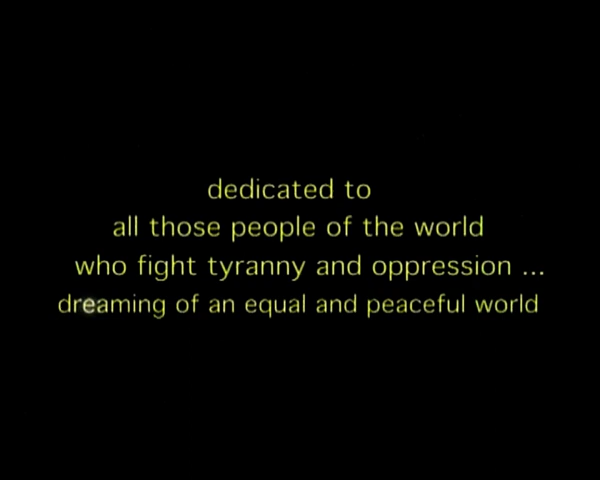 dedicated to
all those people of the world
who fight tyranny and oppression ...
dreaming of an equal and peaceful world